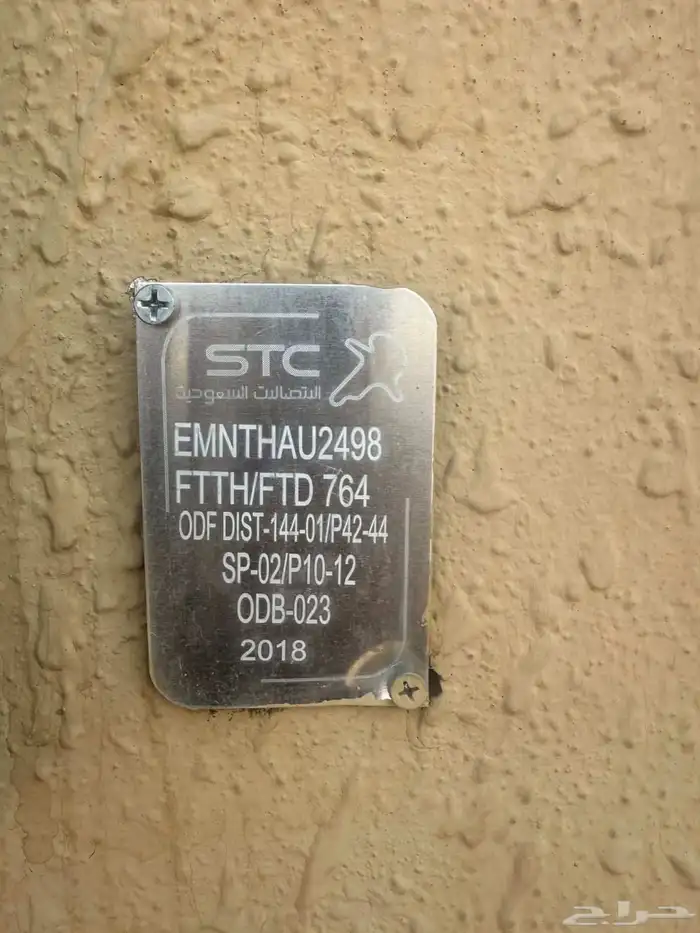 STC
الاتصالات السعودية
EMNTHAU2498
FTTH/FTD 764
ODF DIST-144-01/P42-44
SP-02/P10-12
ODB-023
2018
حراج